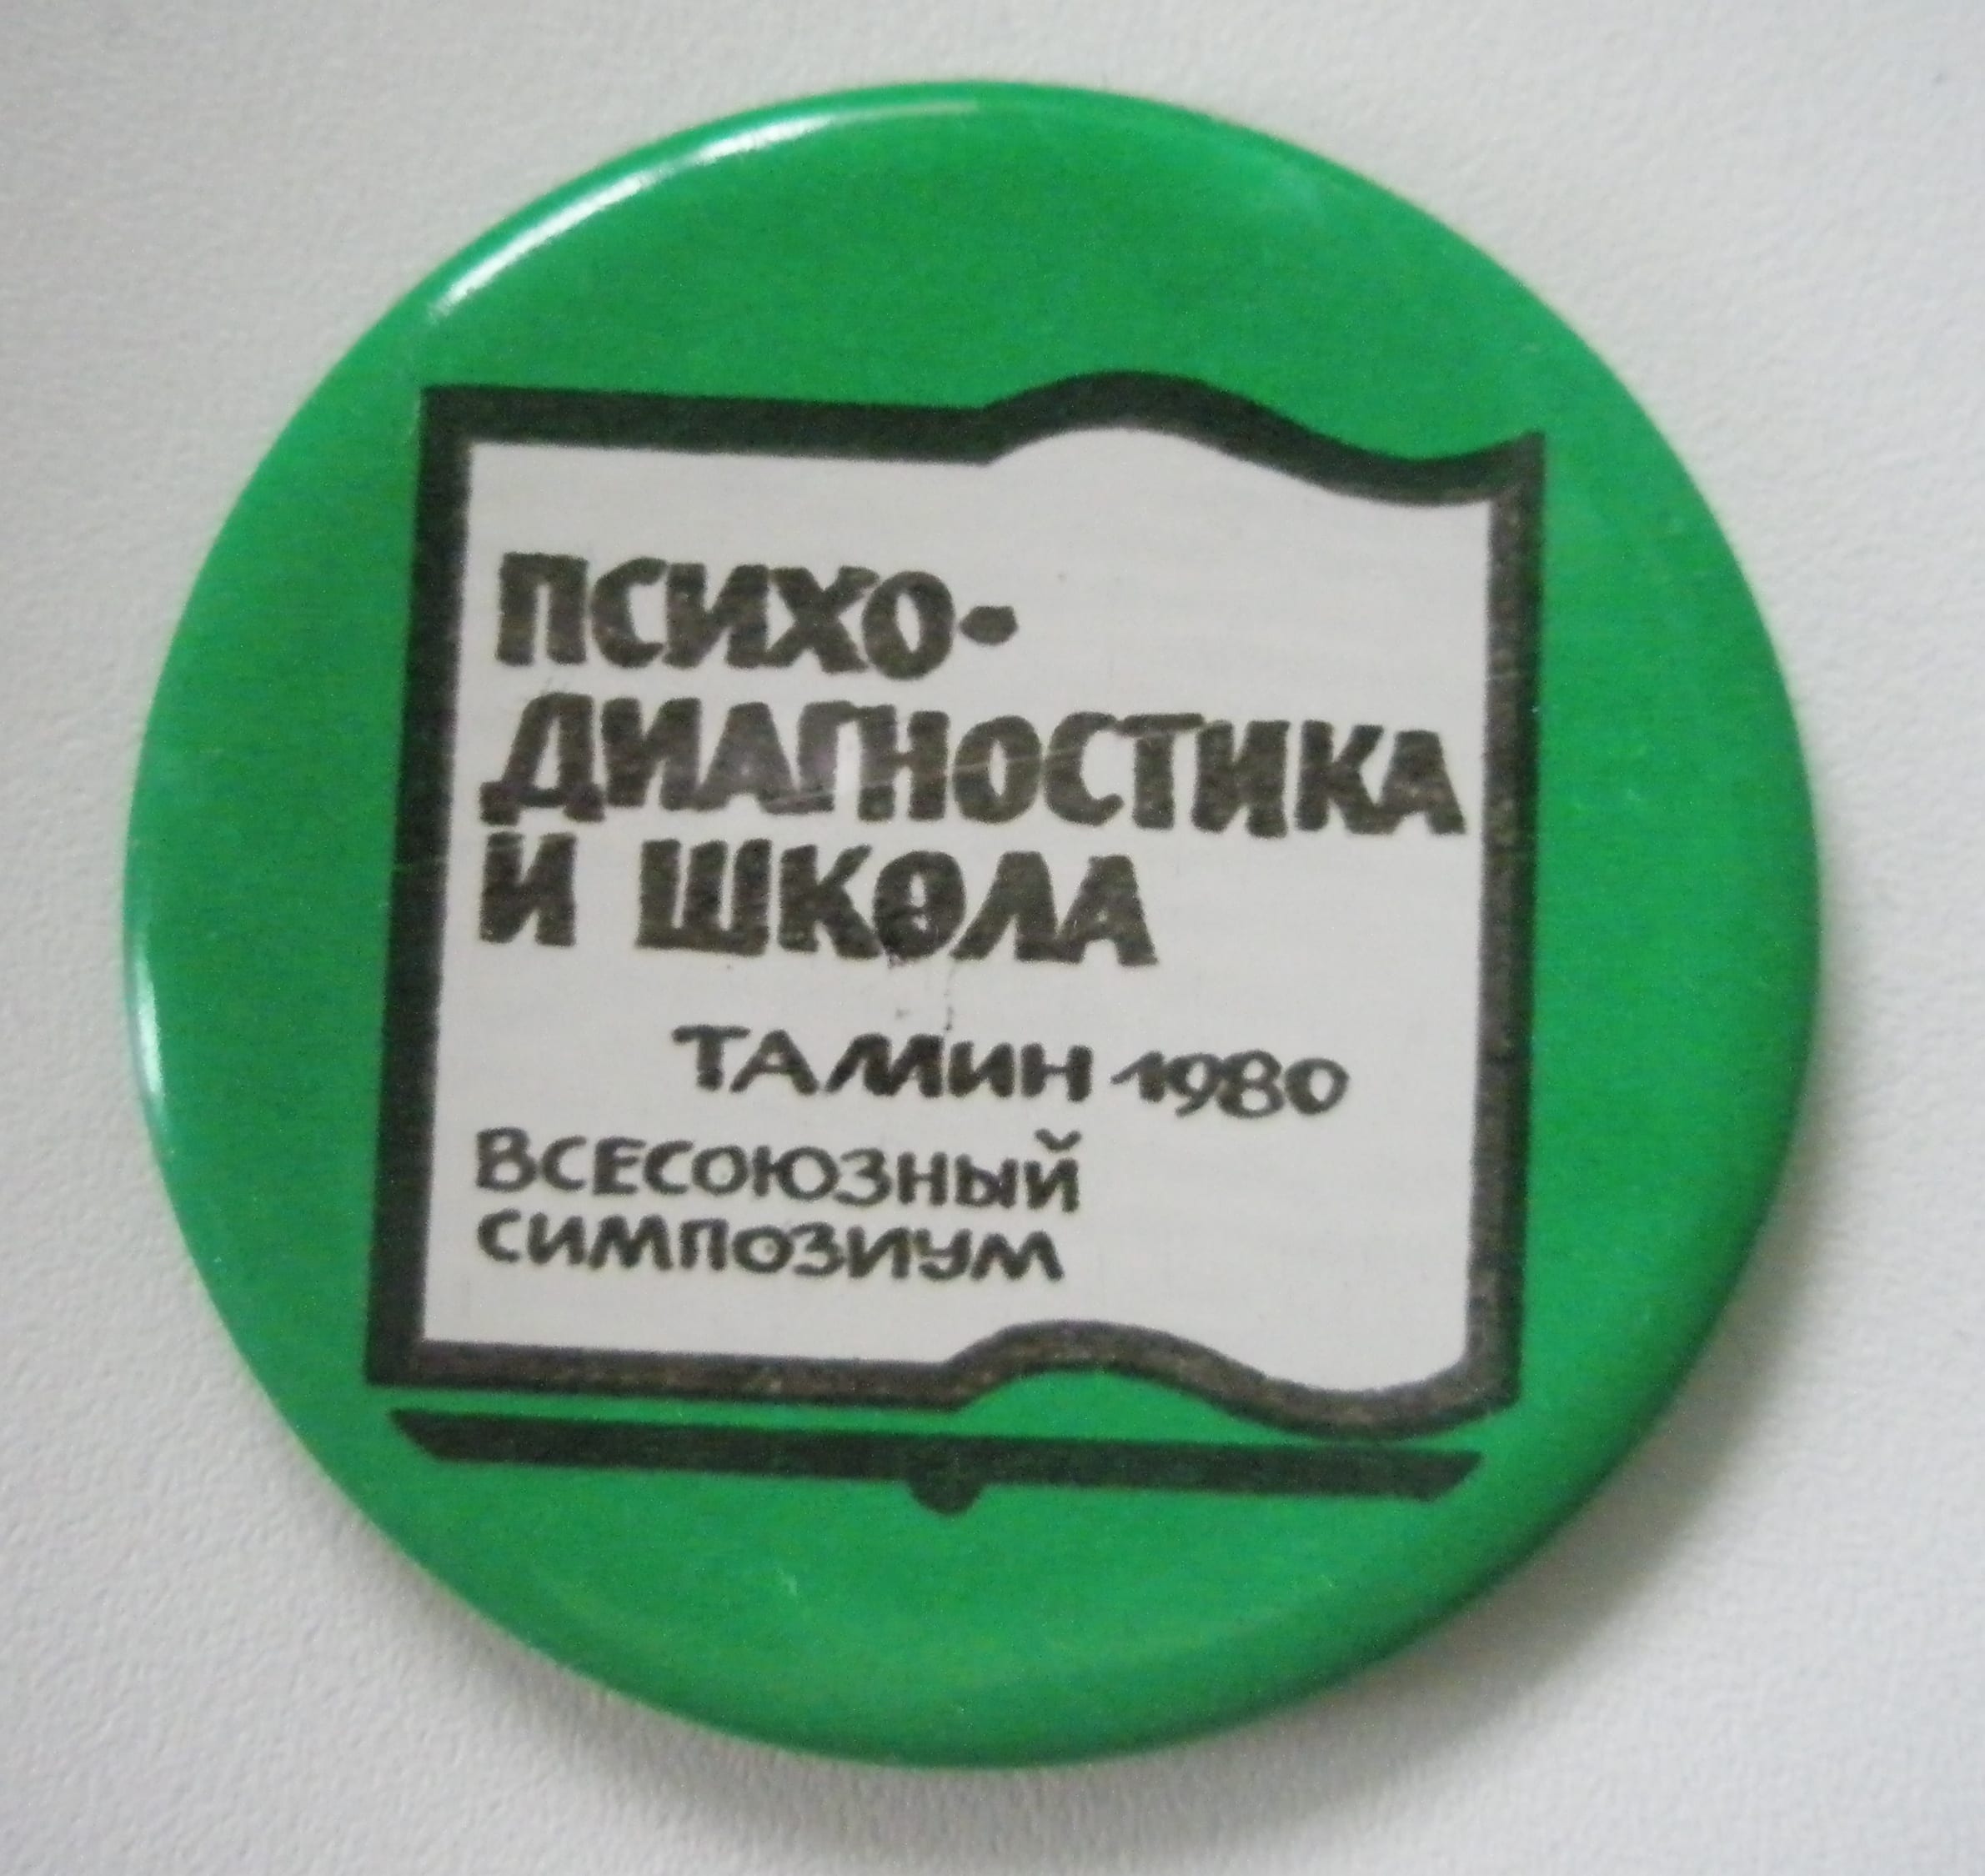 ПСИХО-
ДИАГНОСТИКА
И ШКОЛА
ТАЛЛИН 1980
ВСЕСОЮЗНЫЙ
СИМПОЗИУМ